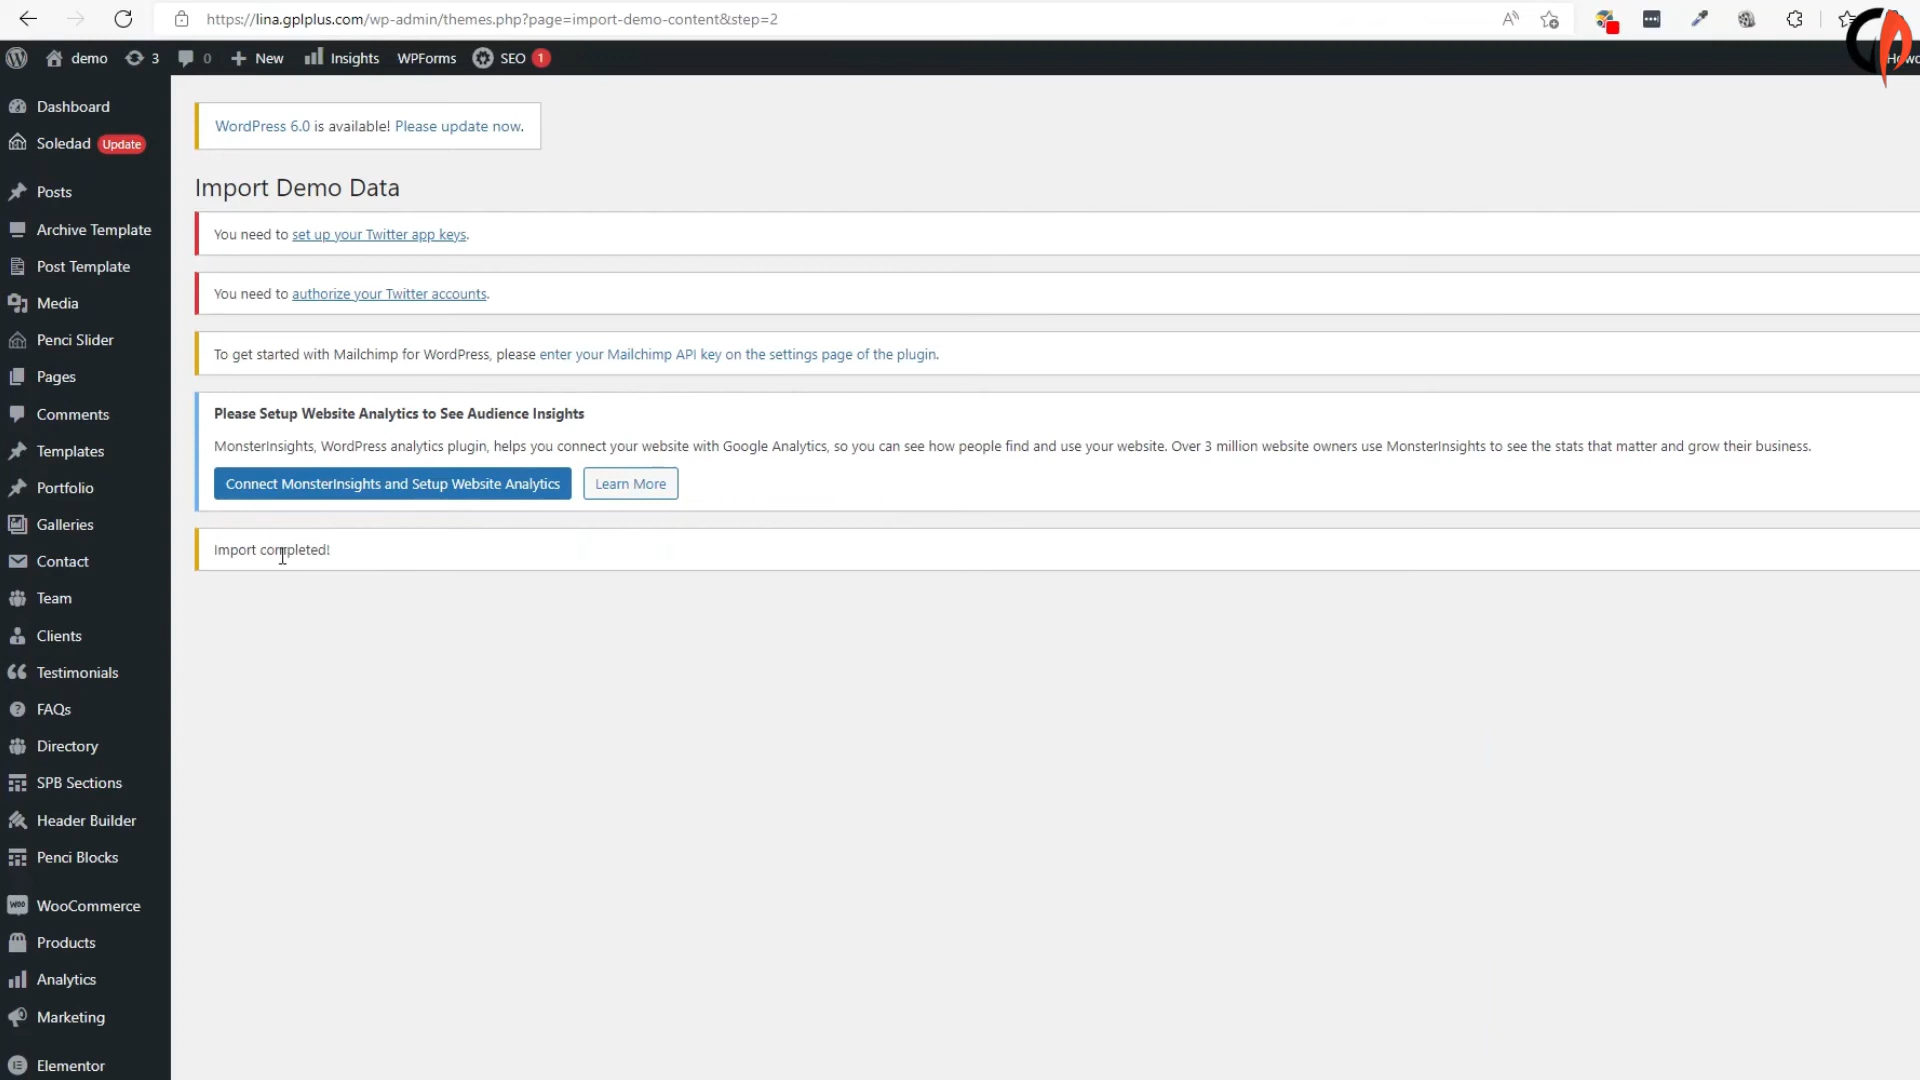 https://lina.gplplus.com/wp-admin/themes.php?page=import-demo-content&step=2
demo 3 0 New Insights WPForms SEO 1
Dashboard
Soledad Update
Posts
Archive Template
Post Template
Media
Penci Slider
Pages
Comments
Templates
Portfolio
Galleries
Contact
Team
Clients
Testimonials
FAQs
Directory
SPB Sections
Header Builder
Penci Blocks
WooCommerce
Products
Analytics
Marketing
Elementor
WordPress 6.0 is available! Please update now.
Import Demo Data
You need to set up your Twitter app keys.
You need to authorize your Twitter accounts.
To get started with Mailchimp for WordPress, please enter your Mailchimp API key on the settings page of the plugin.
Please Setup Website Analytics to See Audience Insights
MonsterInsights, WordPress analytics plugin, helps you connect your website with Google Analytics, so you can see how people find and use your website. Over 3 million website owners use MonsterInsights to see the stats that matter and grow their business.
Connect MonsterInsights and Setup Website Analytics Learn More
Import completed!